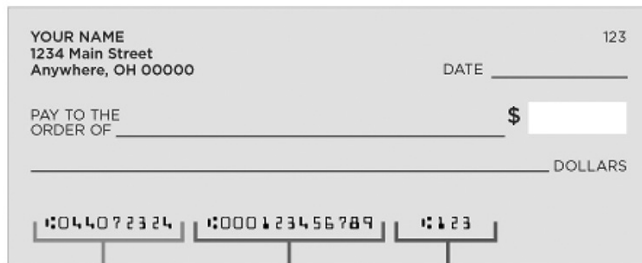 YOUR NAME 123
1234 Main Street
Anywhere, OH 00000
DATE
PAY TO THE
ORDER OF $
DOLLARS
⑆044072324 ⑆000123456789 ⑆123